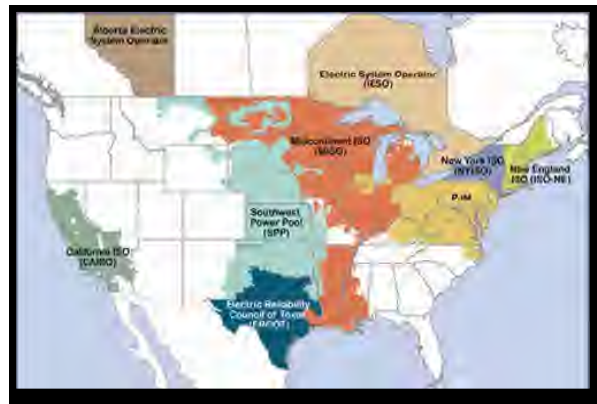 Alberta Electric
System Operator
Electric System Operator
(IESO)
Midcontinent ISO
(MISO)
New York ISO
(NYISO)
New England
ISO (ISO-NE)
PJM
Southwest
Power Pool
(SPP)
California ISO
(CAISO)
Electric Reliability
Council of Texas
(ERCOT)